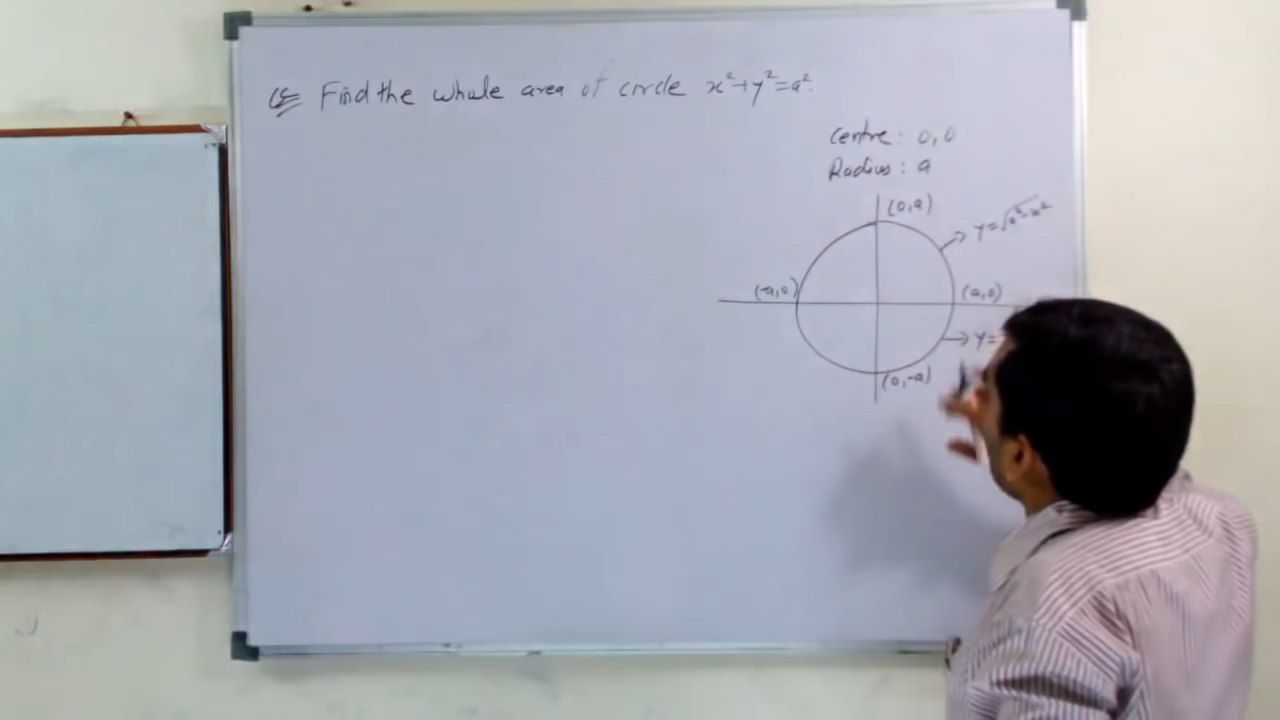 Q Find the whole area of circle x²+y²=a².
Centre: 0,0
Radius: a
(0,a)
y=√a²-x²
(-a,0)
(a,0)
y=
(0,-a)